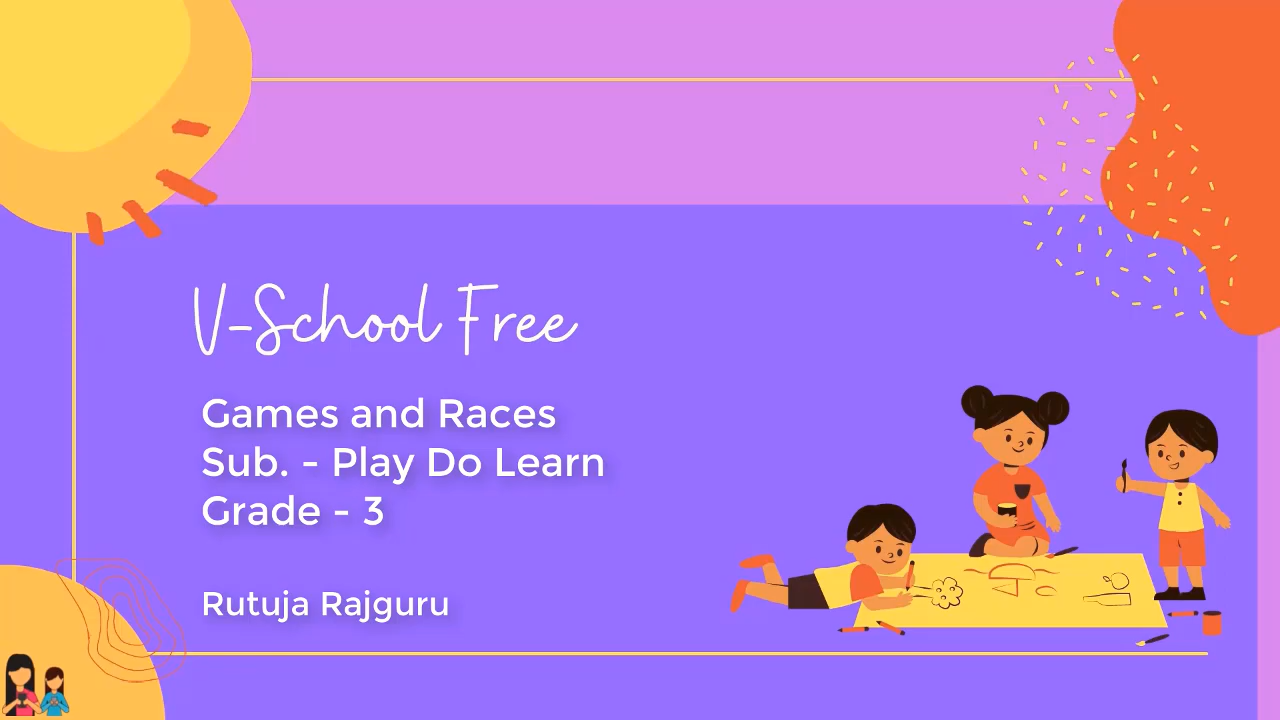 V-School Free
Games and Races
Sub. - Play Do Learn
Grade - 3
Rutuja Rajguru